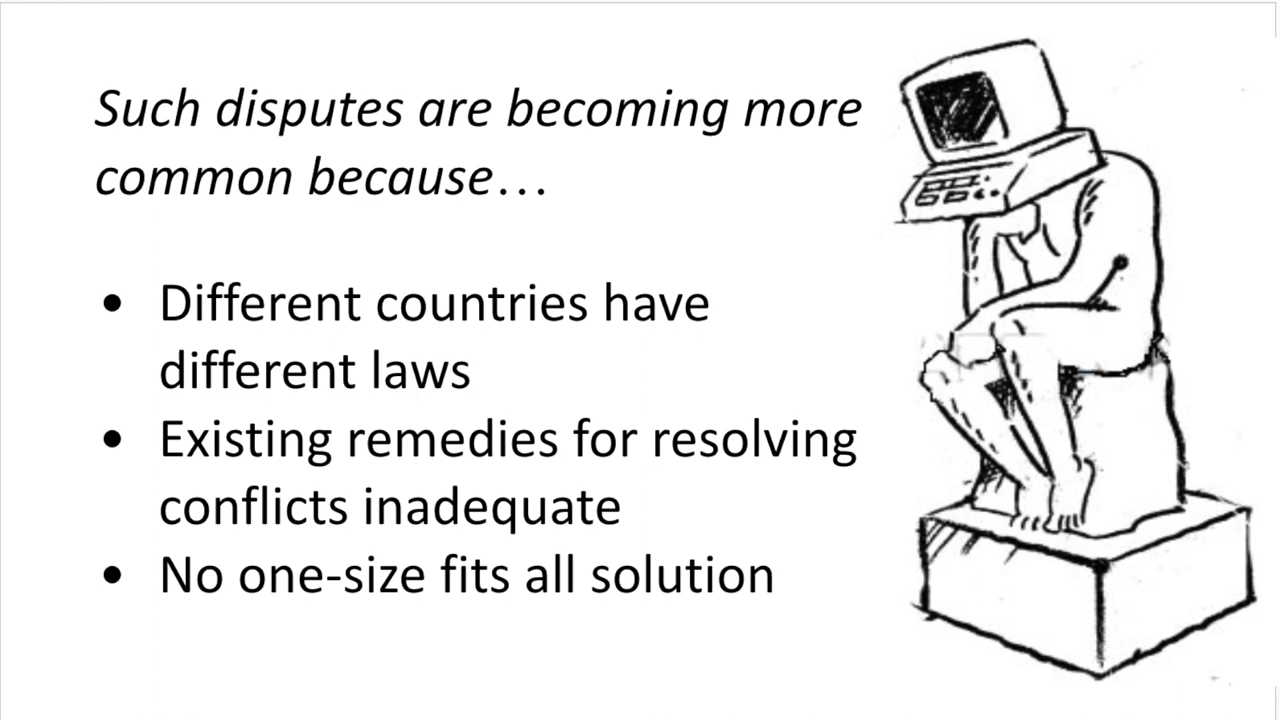 Such disputes are becoming more
common because…
• Different countries have
different laws
• Existing remedies for resolving
conflicts inadequate
• No one-size fits all solution